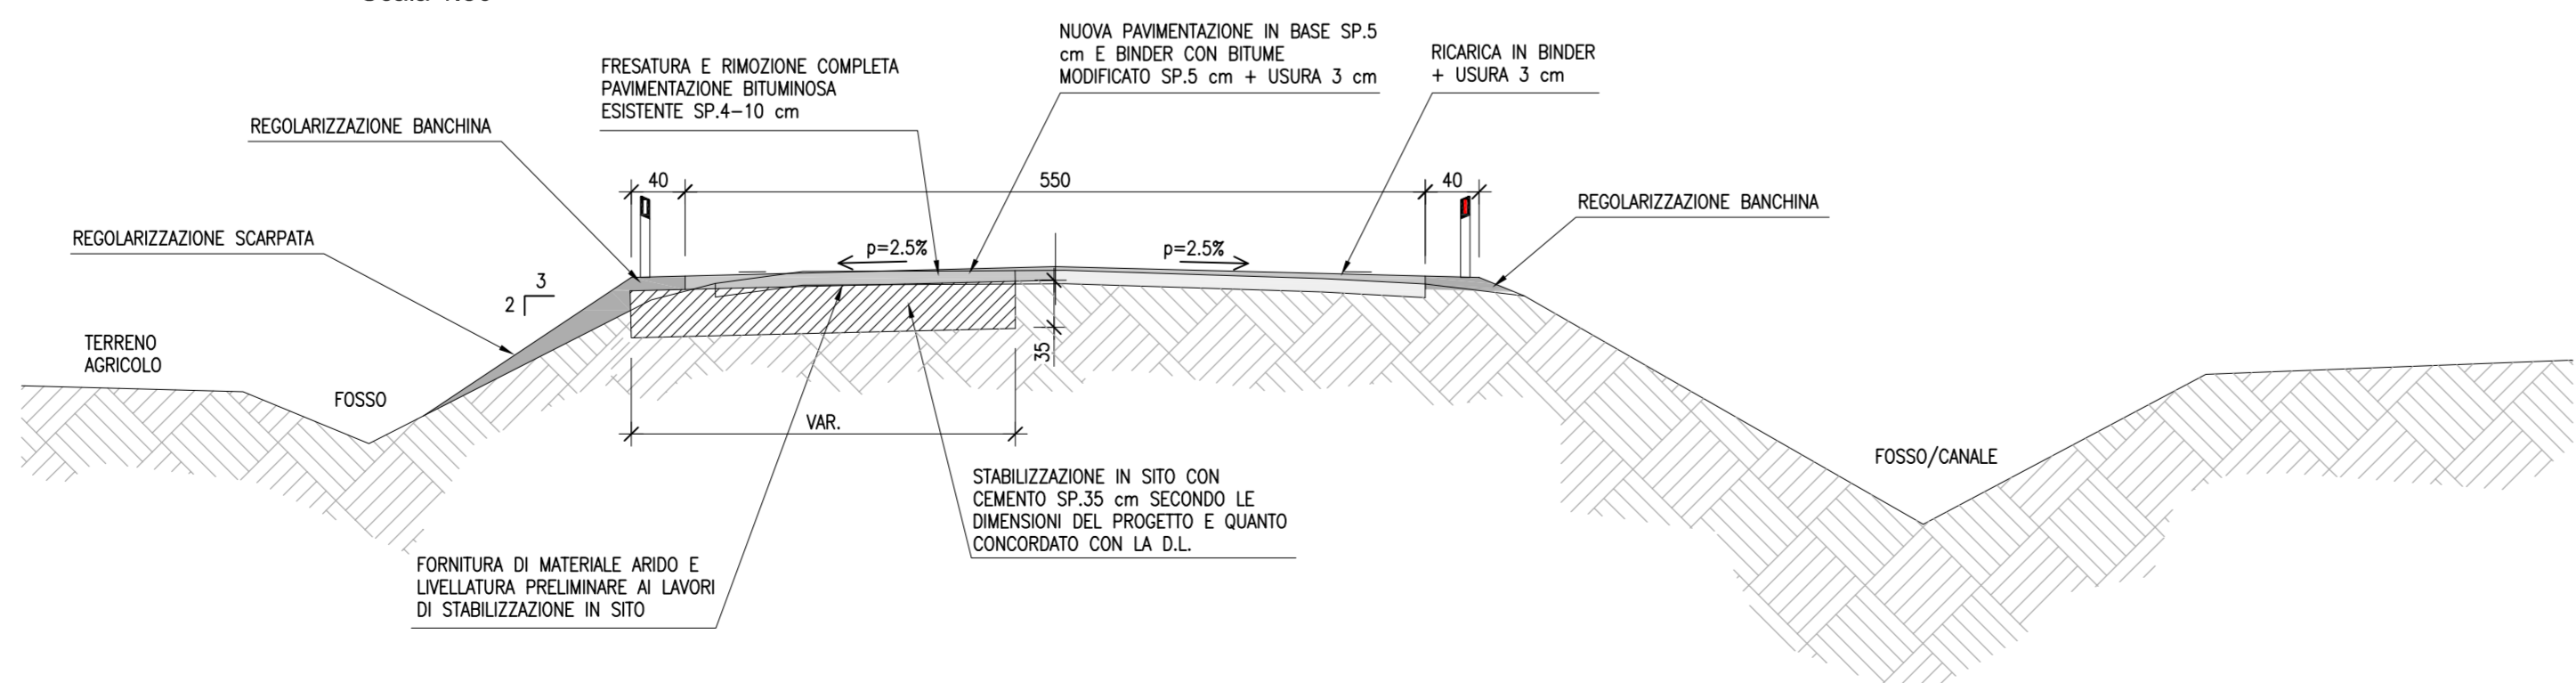 NUOVA PAVIMENTAZIONE IN BASE SP.5
cm E BINDER CON BITUME
MODIFICATO SP.5 cm + USURA 3 cm
RICARICA IN BINDER
+ USURA 3 cm
FRESATURA E RIMOZIONE COMPLETA
PAVIMENTAZIONE BITUMINOSA
ESISTENTE SP.4-10 cm
REGOLARIZZAZIONE BANCHINA
40
550
40
REGOLARIZZAZIONE BANCHINA
REGOLARIZZAZIONE SCARPATA
p=2.5%
p=2.5%
3
2
35
TERRENO
AGRICOLO
FOSSO
VAR.
FOSSO/CANALE
STABILIZZAZIONE IN SITO CON
CEMENTO SP.35 cm SECONDO LE
DIMENSIONI DEL PROGETTO E QUANTO
CONCORDATO CON LA D.L.
FORNITURA DI MATERIALE ARIDO E
LIVELLATURA PRELIMINARE AI LAVORI
DI STABILIZZAZIONE IN SITO